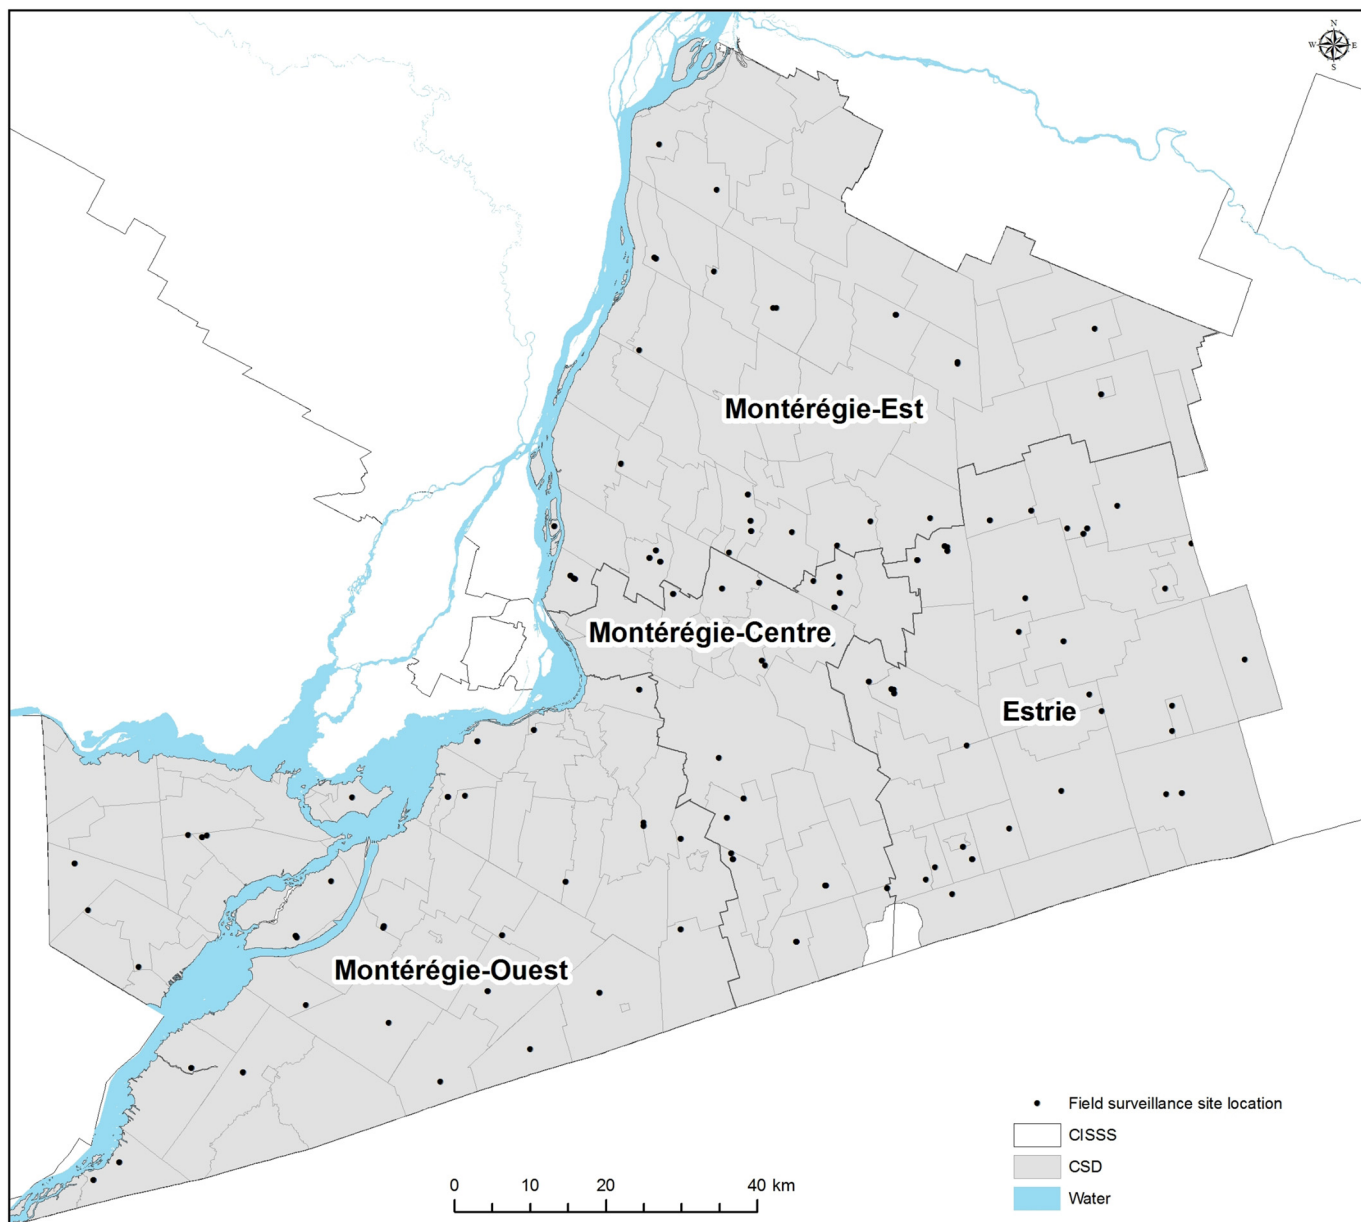 N
W E
S
Montérégie-Est
Montérégie-Centre
Estrie
Montérégie-Ouest
Field surveillance site location
CISSS
CSD
Water
0 10 20 40 km